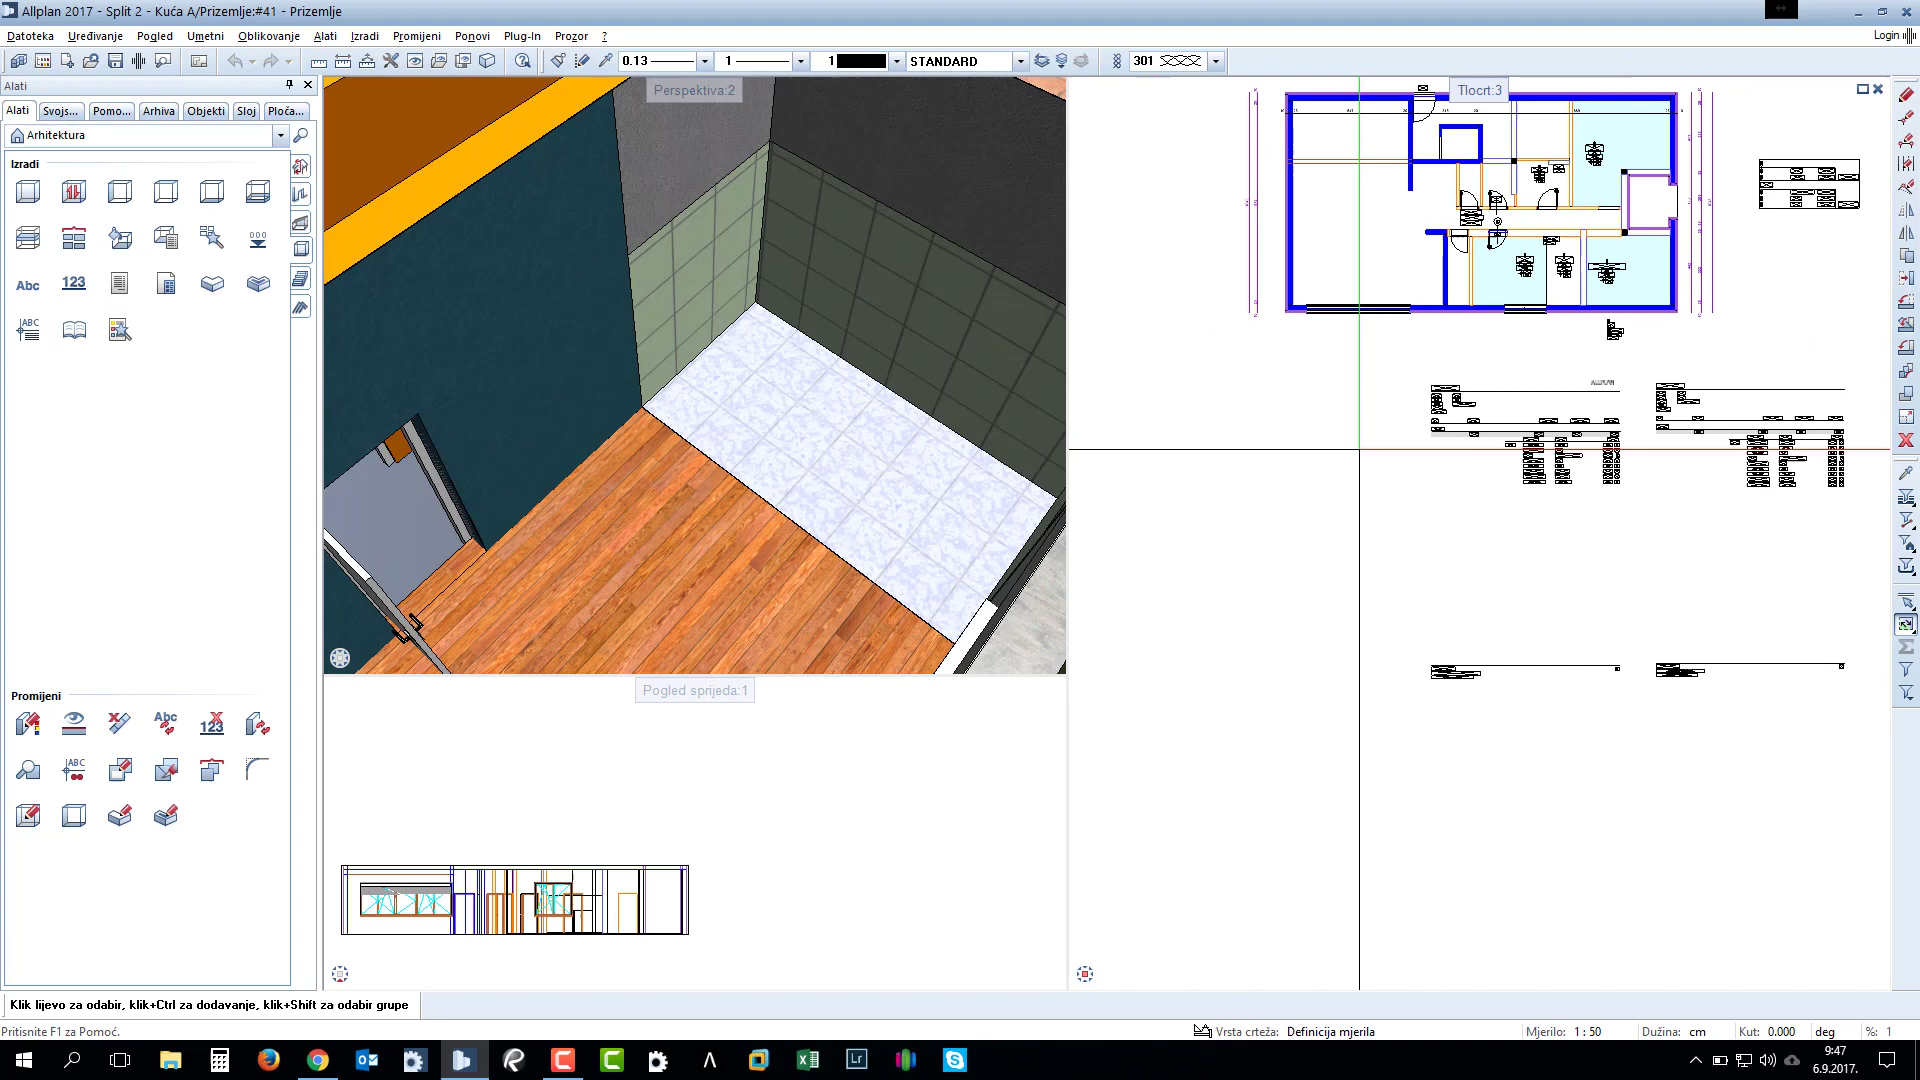 Allplan 2017 - Split 2 - Kuća A/Prizemlje:#41 - Prizemlje
Datoteka Uređivanje Pogled Umetni Oblikovanje Alati Izradi Promijeni Ponovi Plug-In Prozor ?
Login
0.13 1 1 STANDARD 301
Alati
Alati Svojs... Pomo... Arhiva Objekti Sloj Ploča...
Arhitektura
Izradi
Abc 123
ABC
Promijeni
Abc 123
ABC
Perspektiva:2
Tlocrt:3
ALLPLAN
Pogled sprijeda:1
Klik lijevo za odabir, klik+Ctrl za dodavanje, klik+Shift za odabir grupe
Pritisnite F1 za Pomoć.
Vrsta crteža: Definicija mjerila Mjerilo: 1 : 50 Dužina: cm Kut: 0.000 deg %: 1
Lr
9:47
6.9.2017.